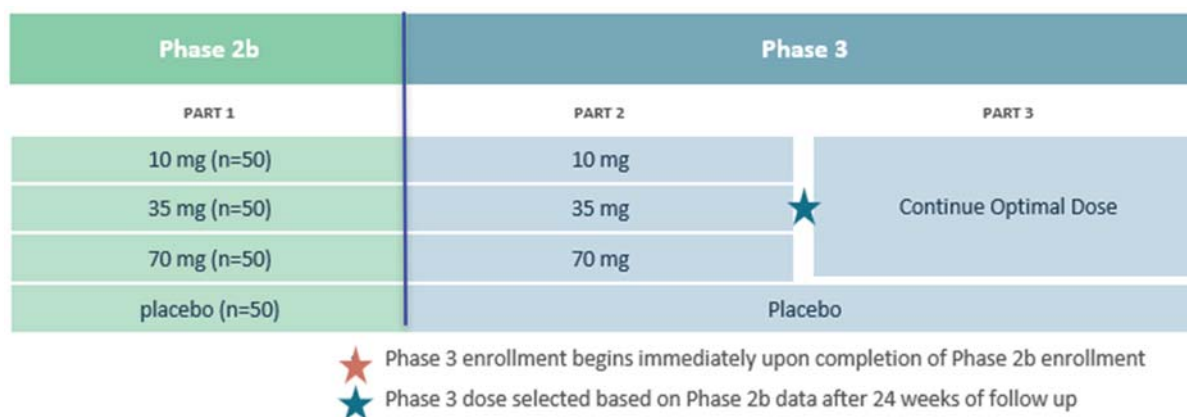 Phase 2b Phase 3
PART 1 PART 2 PART 3
10 mg (n=50) 10 mg
35 mg (n=50) 35 mg Continue Optimal Dose
70 mg (n=50) 70 mg
placebo (n=50) Placebo
Phase 3 enrollment begins immediately upon completion of Phase 2b enrollment
Phase 3 dose selected based on Phase 2b data after 24 weeks of follow up